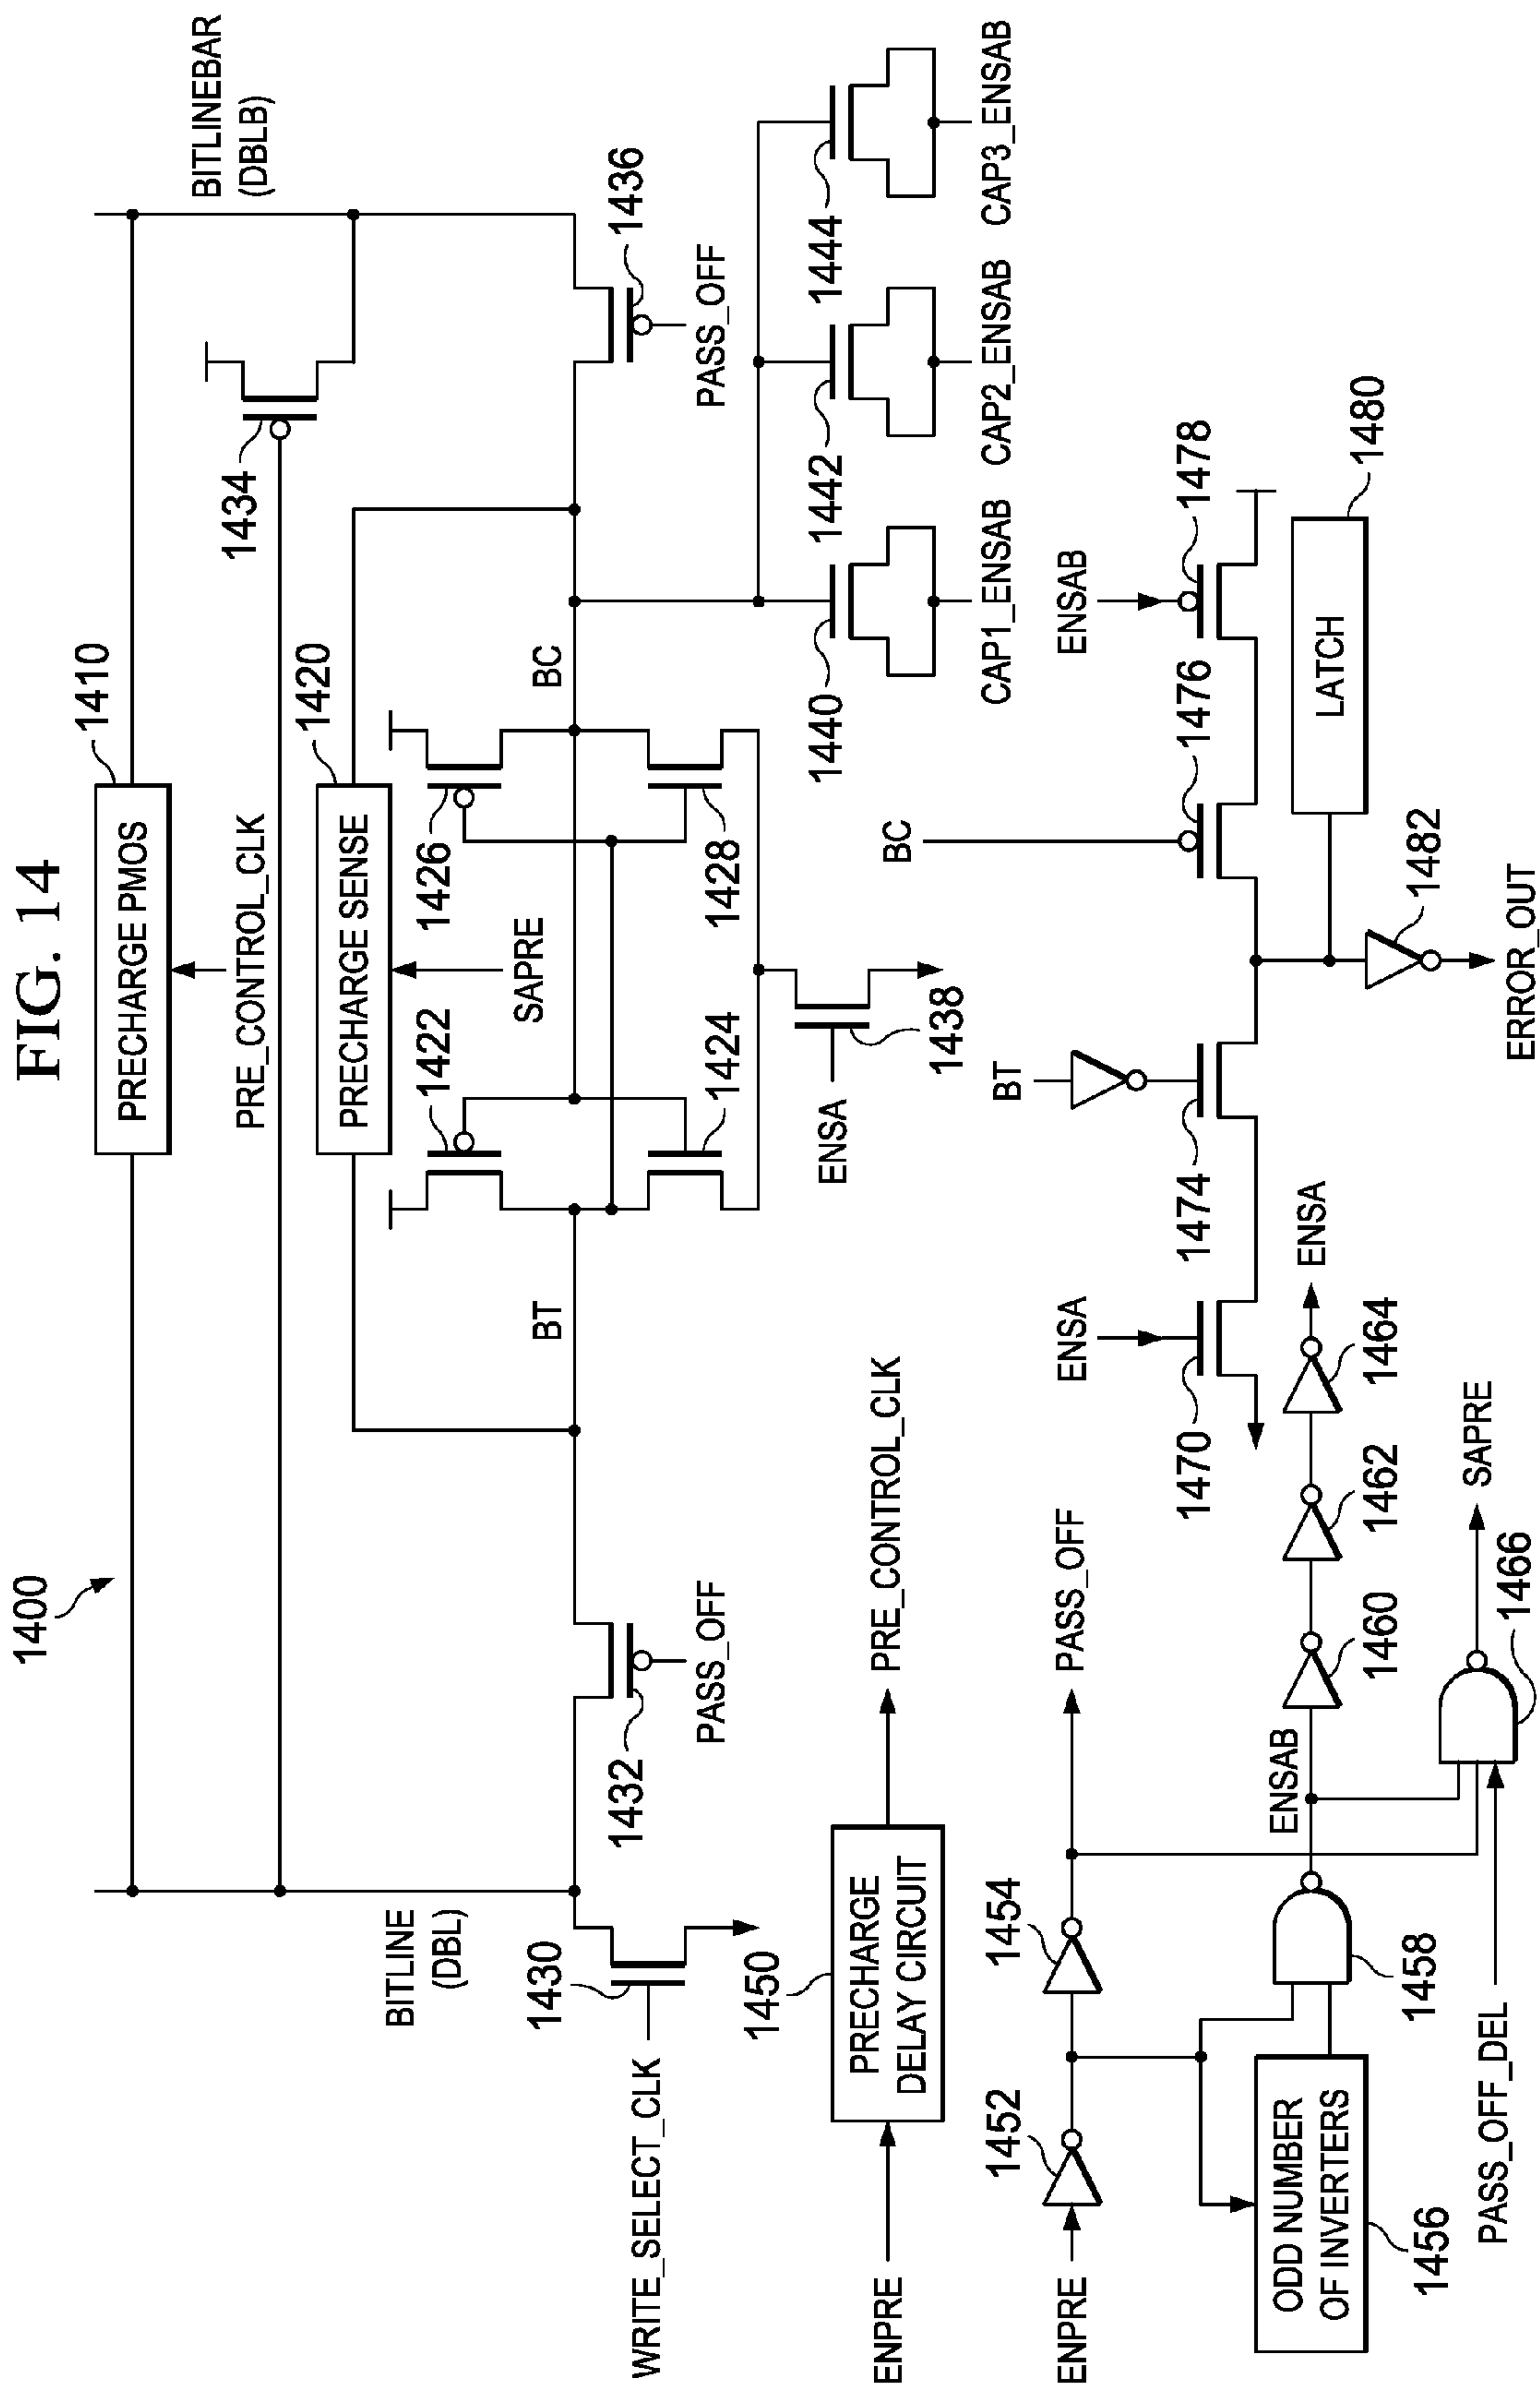 FIG. 14
1400
PRECHARGE PMOS
1410
PRE_CONTROL_CLK
BITLINEBAR
(DBLB)
1434
PRECHARGE SENSE
1420
SAPRE
1422
1426
BITLINE
(DBL)
BT
BC
1424
1428
1430
WRITE_SELECT_CLK
1432
PASS_OFF
1436
PASS_OFF
ENSA
1438
1440
1442
1444
CAP1_ENSAB
CAP2_ENSAB
CAP3_ENSAB
1450
ENPRE
PRECHARGE
DELAY CIRCUIT
PRE_CONTROL_CLK
ENPRE
1452
1454
PASS_OFF
ODD NUMBER
OF INVERTERS
1456
1458
ENSAB
1460
1462
1464
ENSA
PASS_OFF_DEL
1466
SAPRE
ENSA
1470
BT
1474
BC
1476
ENSAB
1478
LATCH
1480
1482
ERROR_OUT